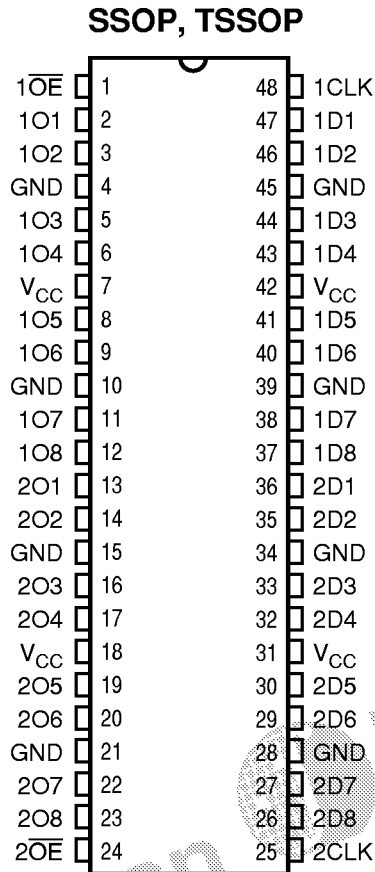 SSOP, TSSOP
1O̅E̅ 1 48 1CLK
1O1 2 47 1D1
1O2 3 46 1D2
GND 4 45 GND
1O3 5 44 1D3
1O4 6 43 1D4
VCC 7 42 VCC
1O5 8 41 1D5
1O6 9 40 1D6
GND 10 39 GND
1O7 11 38 1D7
1O8 12 37 1D8
2O1 13 36 2D1
2O2 14 35 2D2
GND 15 34 GND
2O3 16 33 2D3
2O4 17 32 2D4
VCC 18 31 VCC
2O5 19 30 2D5
2O6 20 29 2D6
GND 21 28 GND
2O7 22 27 2D7
2O8 23 26 2D8
2O̅E̅ 24 25 2CLK